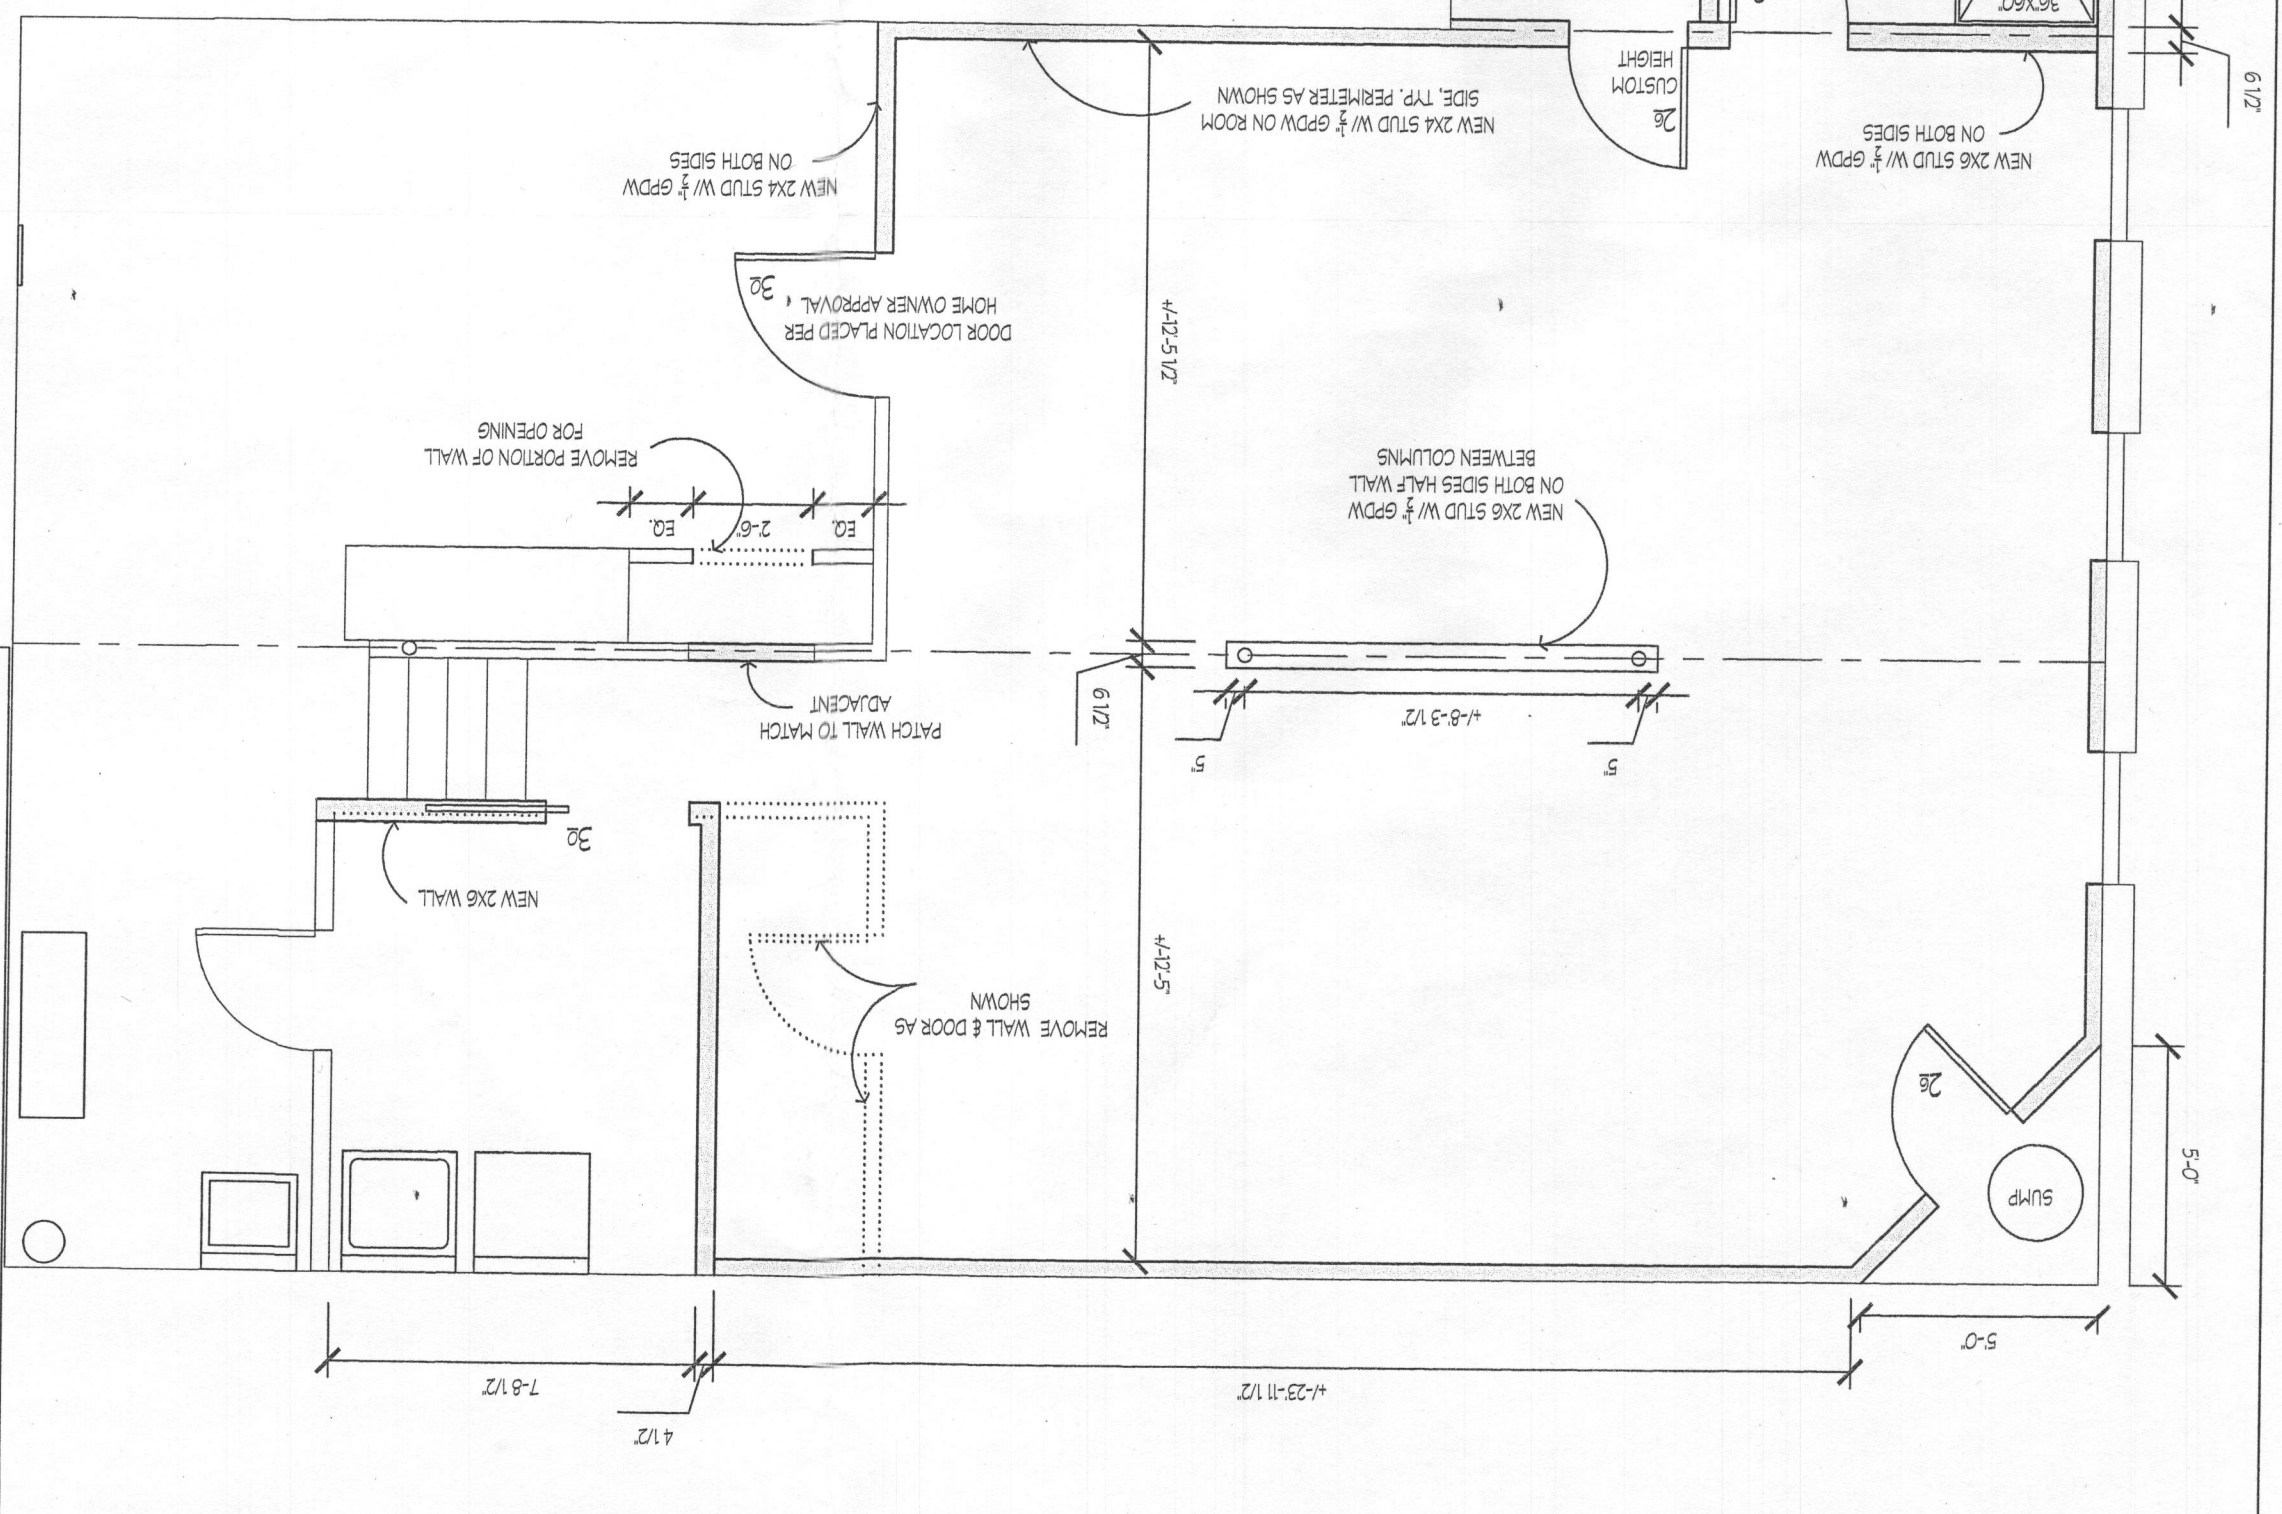 4 1/2"
+/-23'-11 1/2"
7-8 1/2"
5'-0"
5'-0"
SUMP
26
REMOVE WALL & DOOR AS
SHOWN
+/-12'-5"
NEW 2X6 WALL
30
5"
5"
+/-8'-3 1/2"
6 1/2"
PATCH WALL TO MATCH
ADJACENT
NEW 2X6 STUD W/ 1/2" GPDW
ON BOTH SIDES HALF WALL
BETWEEN COLUMNS
EQ.
2'-6"
EQ.
REMOVE PORTION OF WALL
FOR OPENING
+/-12'-5 1/2"
DOOR LOCATION PLACED PER
HOME OWNER APPROVAL
30
NEW 2X4 STUD W/ 1/2" GPDW
ON BOTH SIDES
NEW 2X6 STUD W/ 1/2" GPDW
ON BOTH SIDES
26
CUSTOM
HEIGHT
NEW 2X4 STUD W/ 1/2" GPDW ON ROOM
SIDE, TYP. PERIMETER AS SHOWN
6 1/2"
36"X60"